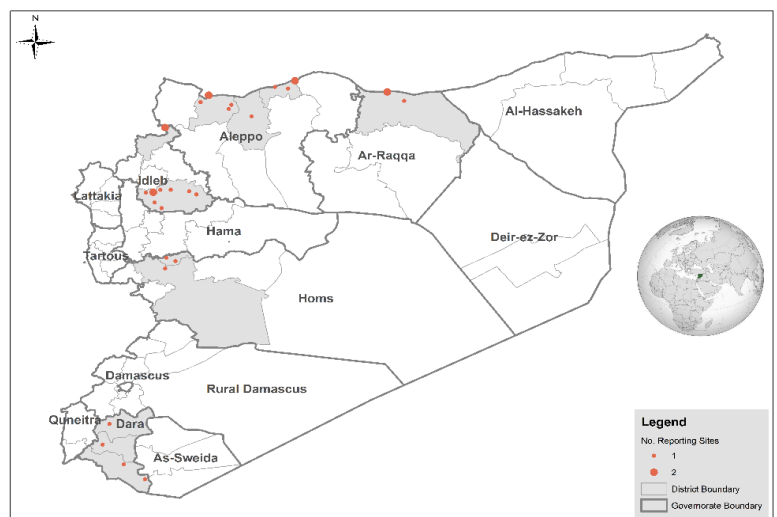 N
Al-Hassakeh
Aleppo
Ar-Raqqa
Idleb
Lattakia
Hama
Deir-ez-Zor
Tartous
Homs
Damascus
Rural Damascus
Quneitra
Dara
As-Sweida
Legend
No. Reporting Sites
1
2
District Boundary
Governorate Boundary